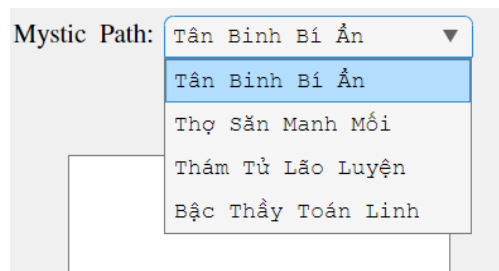 Mystic Path: Tân Binh Bí Ẩn
Tân Binh Bí Ẩn
Thợ Săn Manh Mối
Thám Tử Lão Luyện
Bậc Thầy Toán Linh